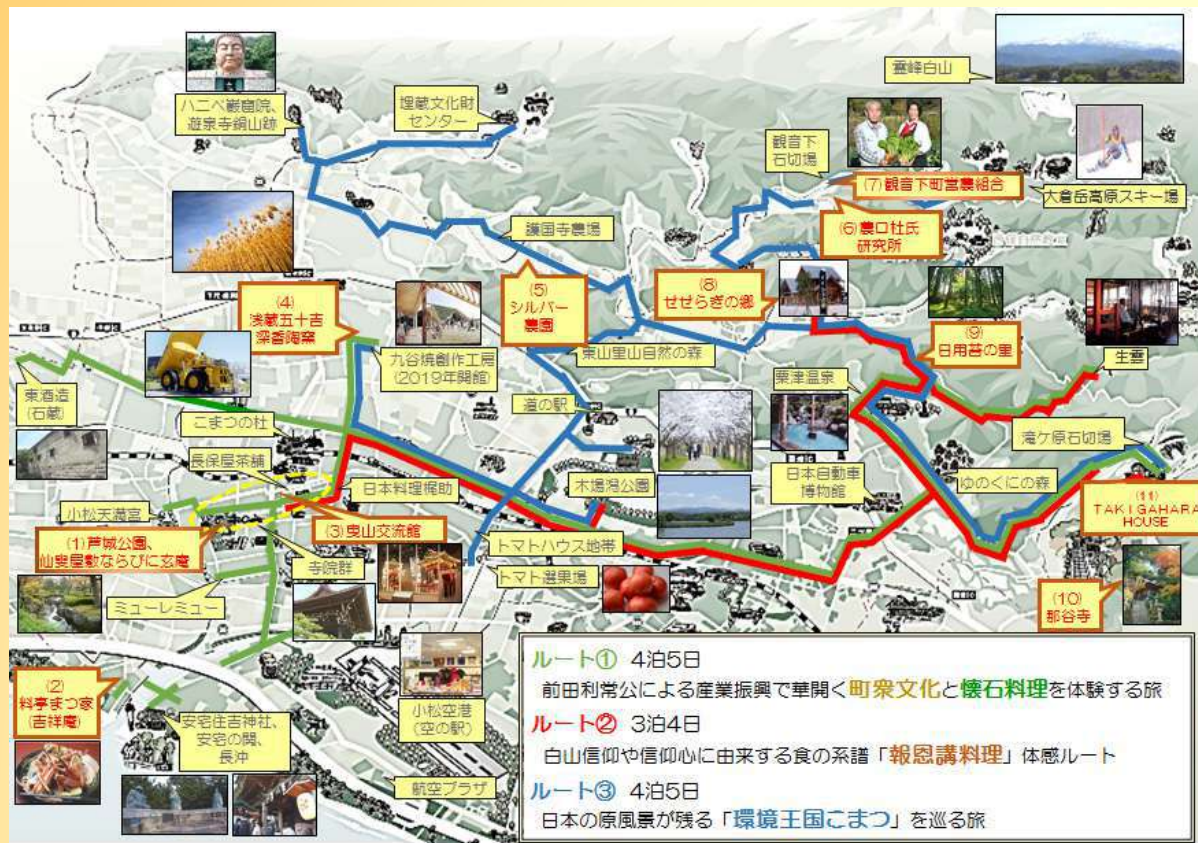 霊峰白山
ハニベ巌窟院、
遊泉寺銅山跡
埋蔵文化財
センター
観音下
石切場
(7)観音下町営農組合
大倉岳高原スキー場
護国寺農場
(6)農口杜氏
研究所
(4)
浅蔵五十吉
深香陶窯
(5)
シルバー
農園
(8)
せせらぎの郷
(9)
日用苔の里
九谷焼創作工房
(2019年開館)
東山里山自然の森
生雲
東酒造
(石蔵)
粟津温泉
道の駅
こまつの杜
長保屋茶舗
滝ケ原石切場
日本料理梶助
木場潟公園
日本自動車
博物館
ゆのくにの森
小松天満宮
(11)
TAKIGAHARA
HOUSE
(1)芦城公園、
仙叟屋敷ならびに玄庵
(3)曳山交流館
トマトハウス地帯
寺院群
トマト選果場
ミューレミュー
(10)
那谷寺
(2)
料亭まつ家
(吉祥庵)
安宅住吉神社、
安宅の関、
長沖
小松空港
(空の駅)
航空プラザ
ルート① 4泊5日
前田利常公による産業振興で華開く町衆文化と懐石料理を体験する旅
ルート② 3泊4日
白山信仰や信仰心に由来する食の系譜「報恩講料理」体感ルート
ルート③ 4泊5日
日本の原風景が残る「環境王国こまつ」を巡る旅